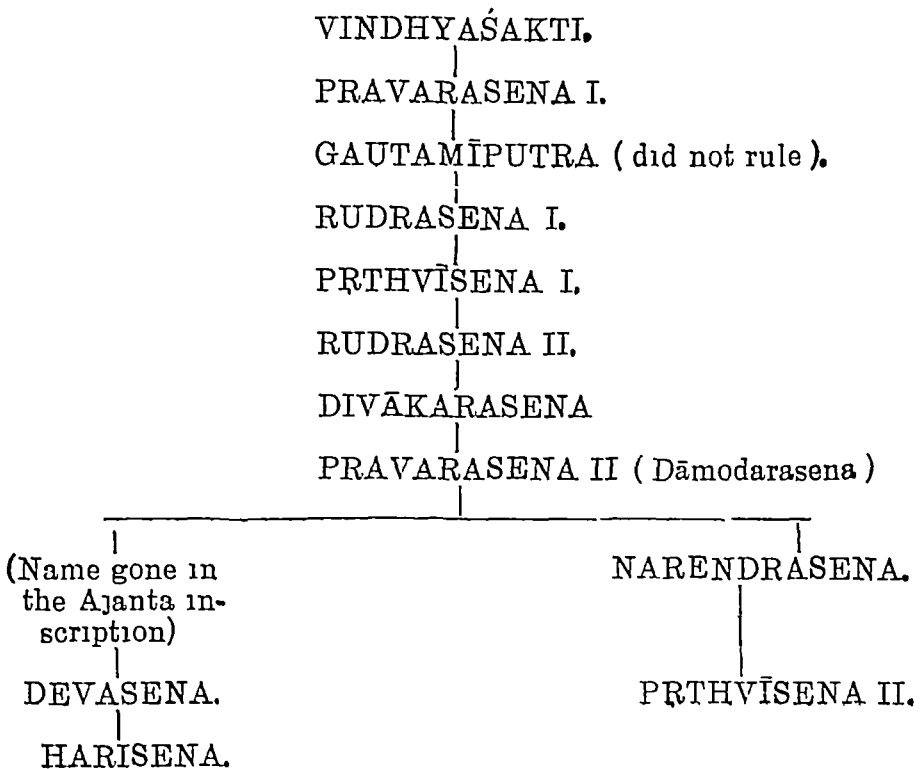 VINDHYAŚAKTI.
PRAVARASENA I.
GAUTAMĪPUTRA (did not rule).
RUDRASENA I.
PṚTHVĪSENA I.
RUDRASENA II.
DIVĀKARASENA
PRAVARASENA II (Dāmodarasena)
(Name gone in
the Ajanta in-
scription)
NARENDRASENA.
DEVASENA.
PṚTHVĪSENA II.
HARISENA.